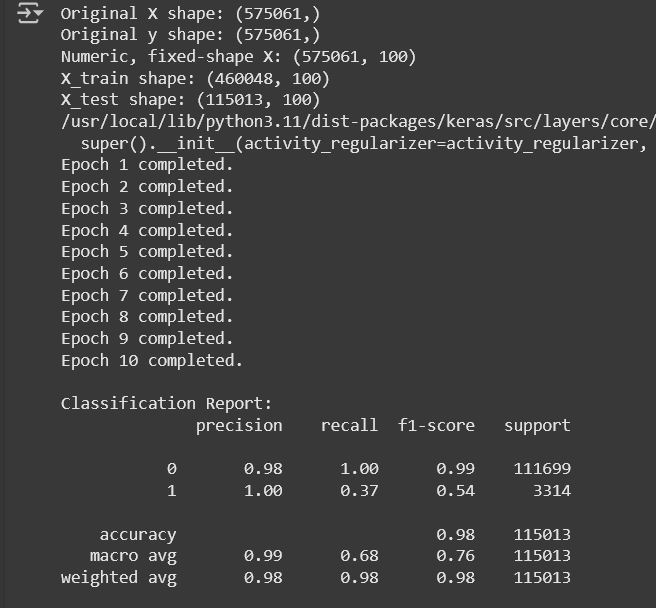 Original X shape: (575061,)
Original y shape: (575061,)
Numeric, fixed-shape X: (575061, 100)
X_train shape: (460048, 100)
X_test shape: (115013, 100)
/usr/local/lib/python3.11/dist-packages/keras/src/layers/core/
super().__init__(activity_regularizer=activity_regularizer,
Epoch 1 completed.
Epoch 2 completed.
Epoch 3 completed.
Epoch 4 completed.
Epoch 5 completed.
Epoch 6 completed.
Epoch 7 completed.
Epoch 8 completed.
Epoch 9 completed.
Epoch 10 completed.
Classification Report:
precision recall f1-score support
0 0.98 1.00 0.99 111699
1 1.00 0.37 0.54 3314
accuracy 0.98 115013
macro avg 0.99 0.68 0.76 115013
weighted avg 0.98 0.98 0.98 115013